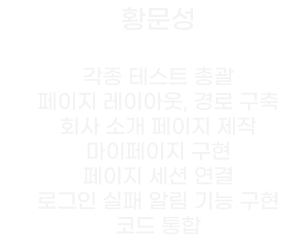 황문성
각종 테스트 총괄
페이지 레이아웃, 경로 구축
회사 소개 페이지 제작
마이페이지 구현
페이지 세션 연결
로그인 실패 알림 기능 구현
코드 통합